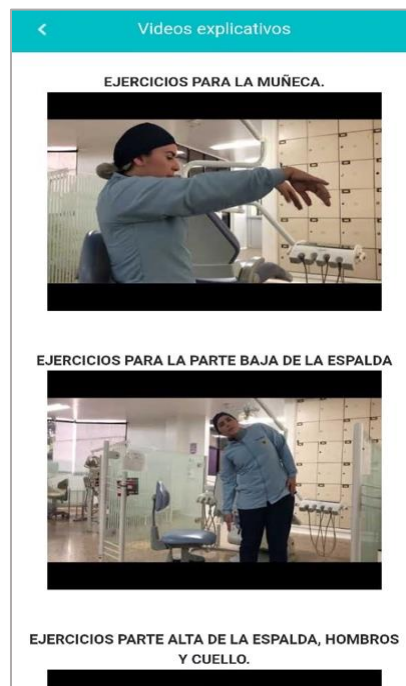 Videos explicativos
EJERCICIOS PARA LA MUÑECA.
EJERCICIOS PARA LA PARTE BAJA DE LA ESPALDA
EJERCICIOS PARTE ALTA DE LA ESPALDA, HOMBROS
Y CUELLO.